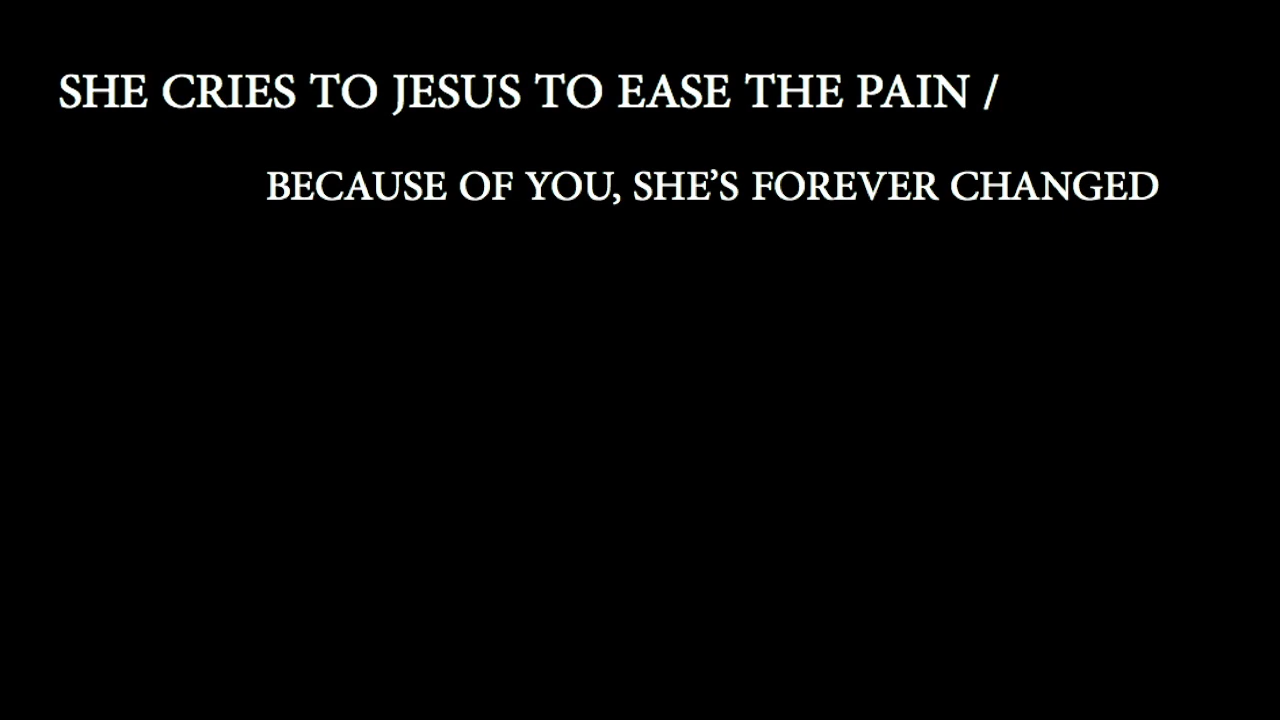 SHE CRIES TO JESUS TO EASE THE PAIN /
BECAUSE OF YOU, SHE’S FOREVER CHANGED